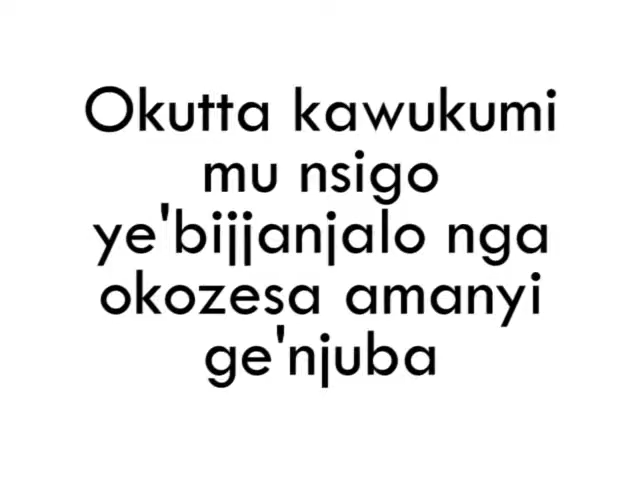 Okutta kawukumi
mu nsigo
ye'bijjanjalo nga
okozesa amanyi
ge'njuba